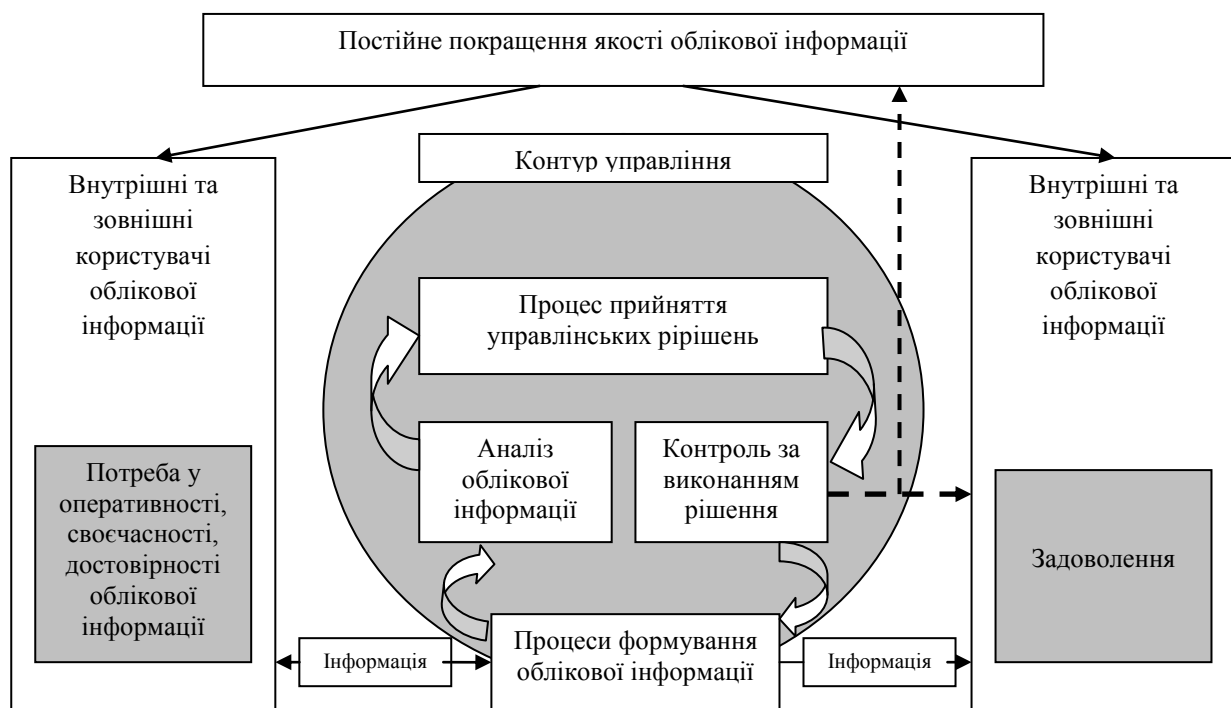 Постійне покращення якості облікової інформації
Контур управління
Внутрішні та
зовнішні
користувачі
облікової
інформації
Потреба у
оперативності,
своєчасності,
достовірності
облікової
інформації
Процес прийняття
управлінських рірішень
Аналіз
облікової
інформації
Контроль за
виконанням
рішення
Процеси формування
облікової інформації
Інформація
Інформація
Внутрішні та
зовнішні
користувачі
облікової
інформації
Задоволення